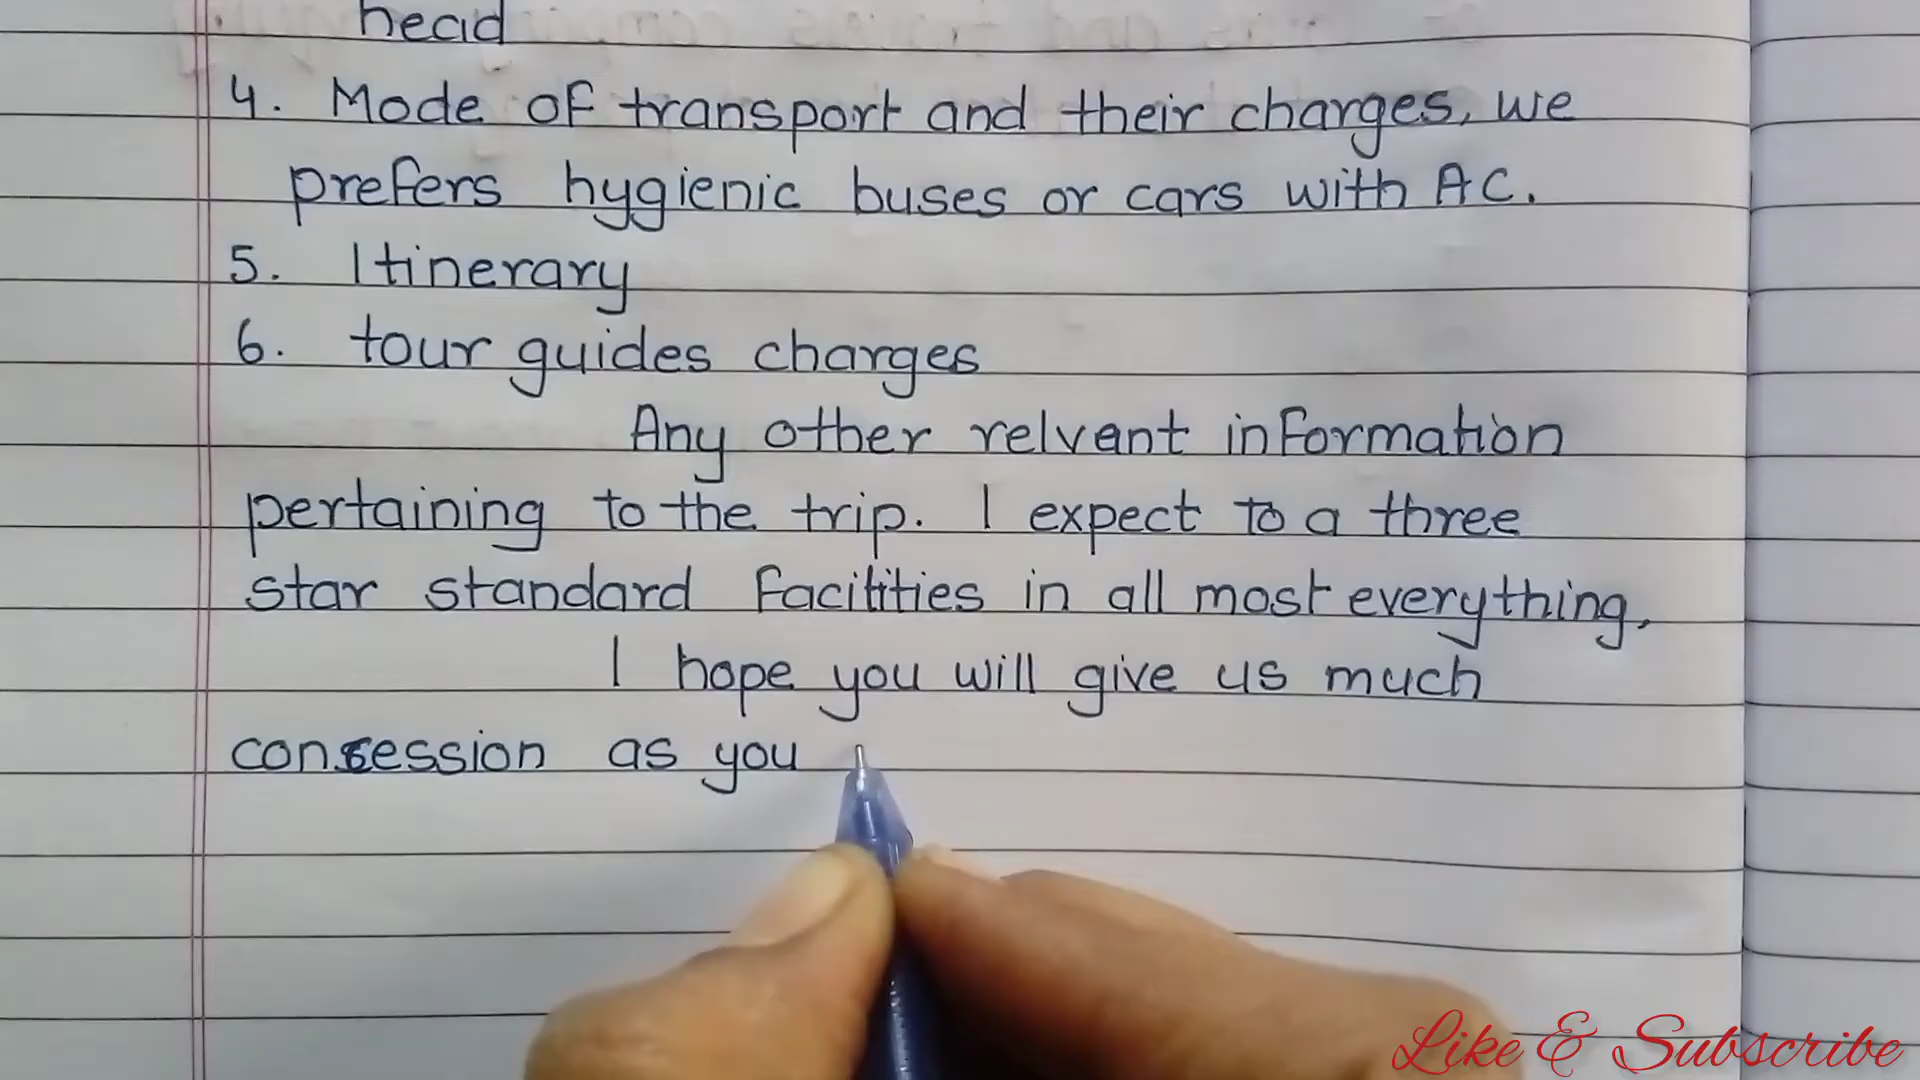 head
4. Mode of transport and their charges, we
prefers hygienic buses or cars with AC.
5. Itinerary
6. tour guides charges
Any other relvant information
pertaining to the trip. I expect to a three
star standard facilities in all most everything.
I hope you will give us much
concession as you
Like & Subscribe